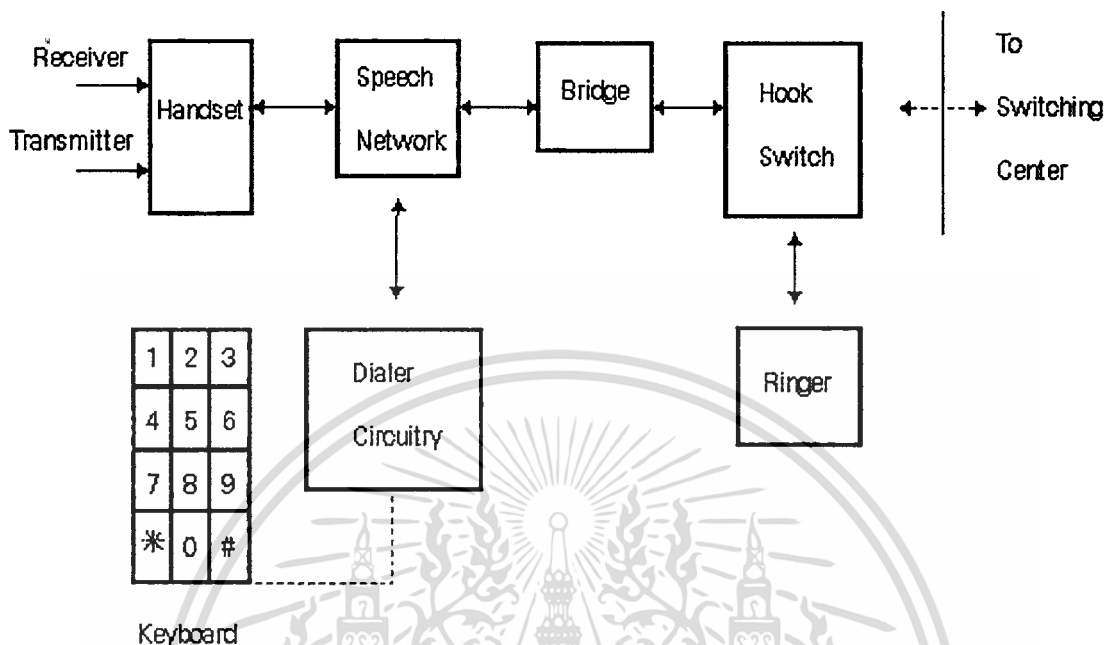 Receiver
Transmitter
Handset
Speech
Network
Bridge
Hook
Switch
To
Switching
Center
1 2 3
4 5 6
7 8 9
* 0 #
Keyboard
Dialer
Circuitry
Ringer